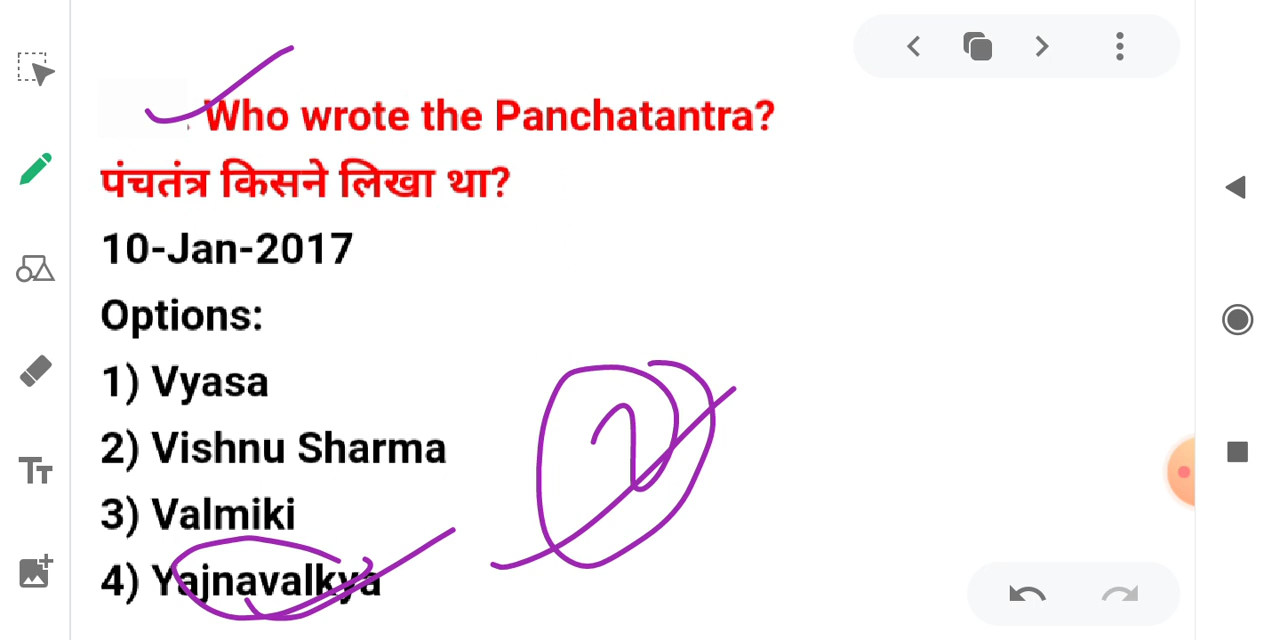 Who wrote the Panchatantra?
पंचतंत्र किसने लिखा था?
10-Jan-2017
Options:
1) Vyasa
2) Vishnu Sharma
2
3) Valmiki
4) Yajnavalkya